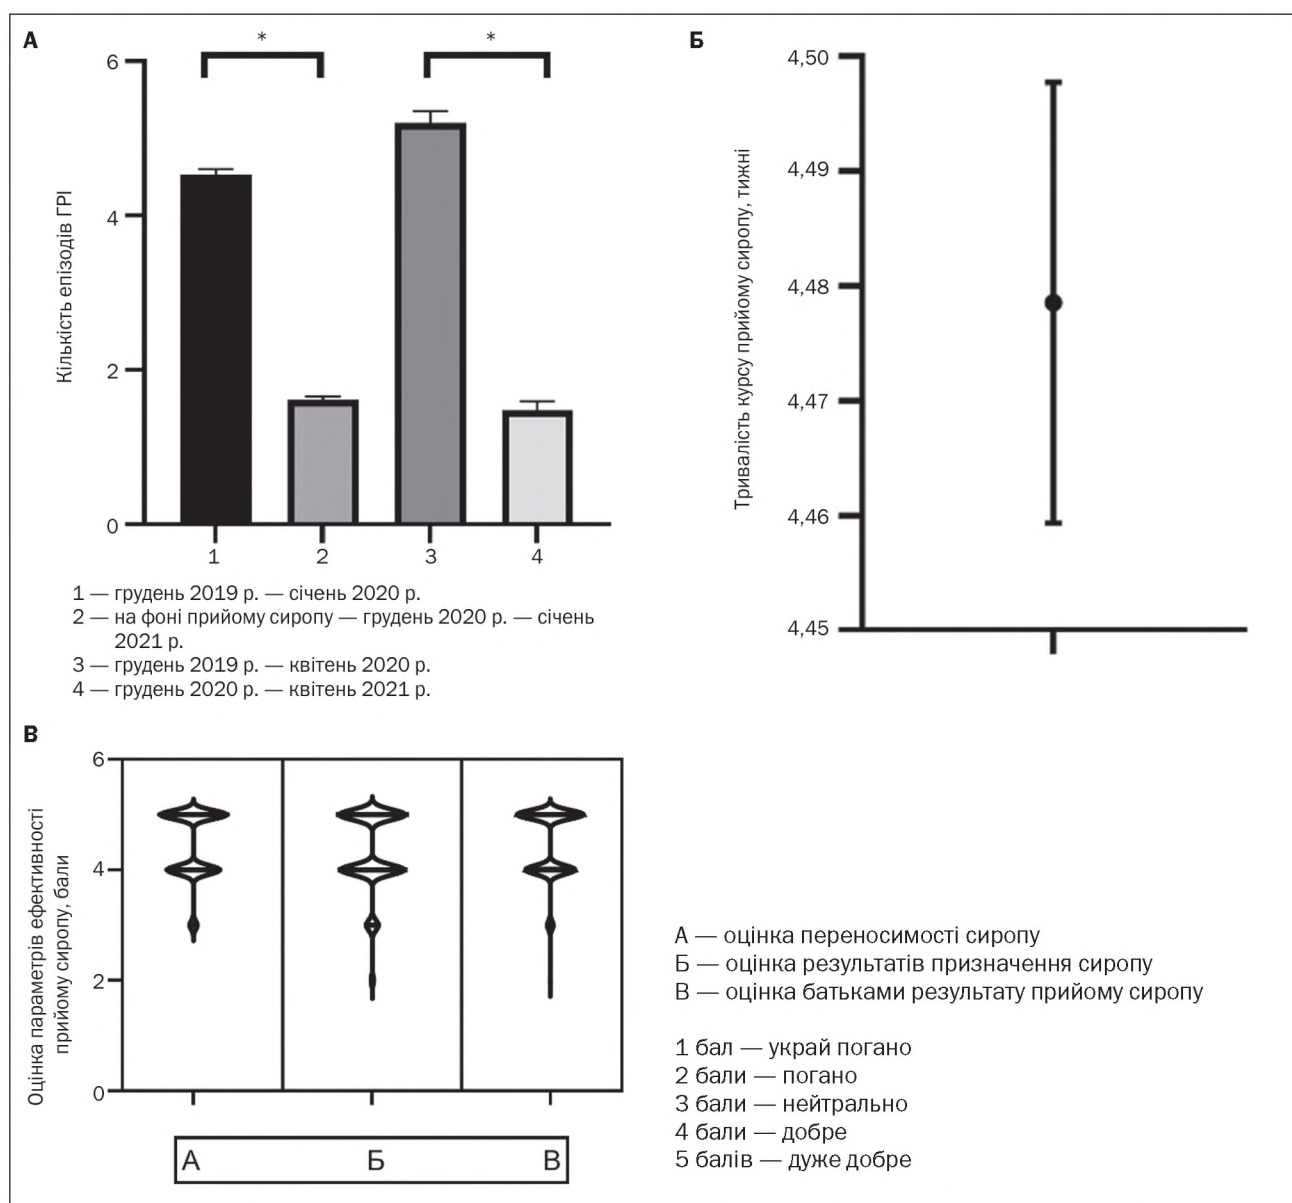 А
*
*
6
4
2
0
Кількість епізодів ГРІ
1
2
3
4
1 — грудень 2019 р. — січень 2020 р.
2 — на фоні прийому сиропу — грудень 2020 р. — січень
2021 р.
3 — грудень 2019 р. — квітень 2020 р.
4 — грудень 2020 р. — квітень 2021 р.
Б
4,50
4,49
4,48
4,47
4,46
4,45
Тривалість курсу прийому сиропу, тижні
В
6
4
2
0
Оцінка параметрів ефективності
прийому сиропу, бали
А
Б
В
А — оцінка переносимості сиропу
Б — оцінка результатів призначення сиропу
В — оцінка батьками результату прийому сиропу
1 бал — украй погано
2 бали — погано
3 бали — нейтрально
4 бали — добре
5 балів — дуже добре